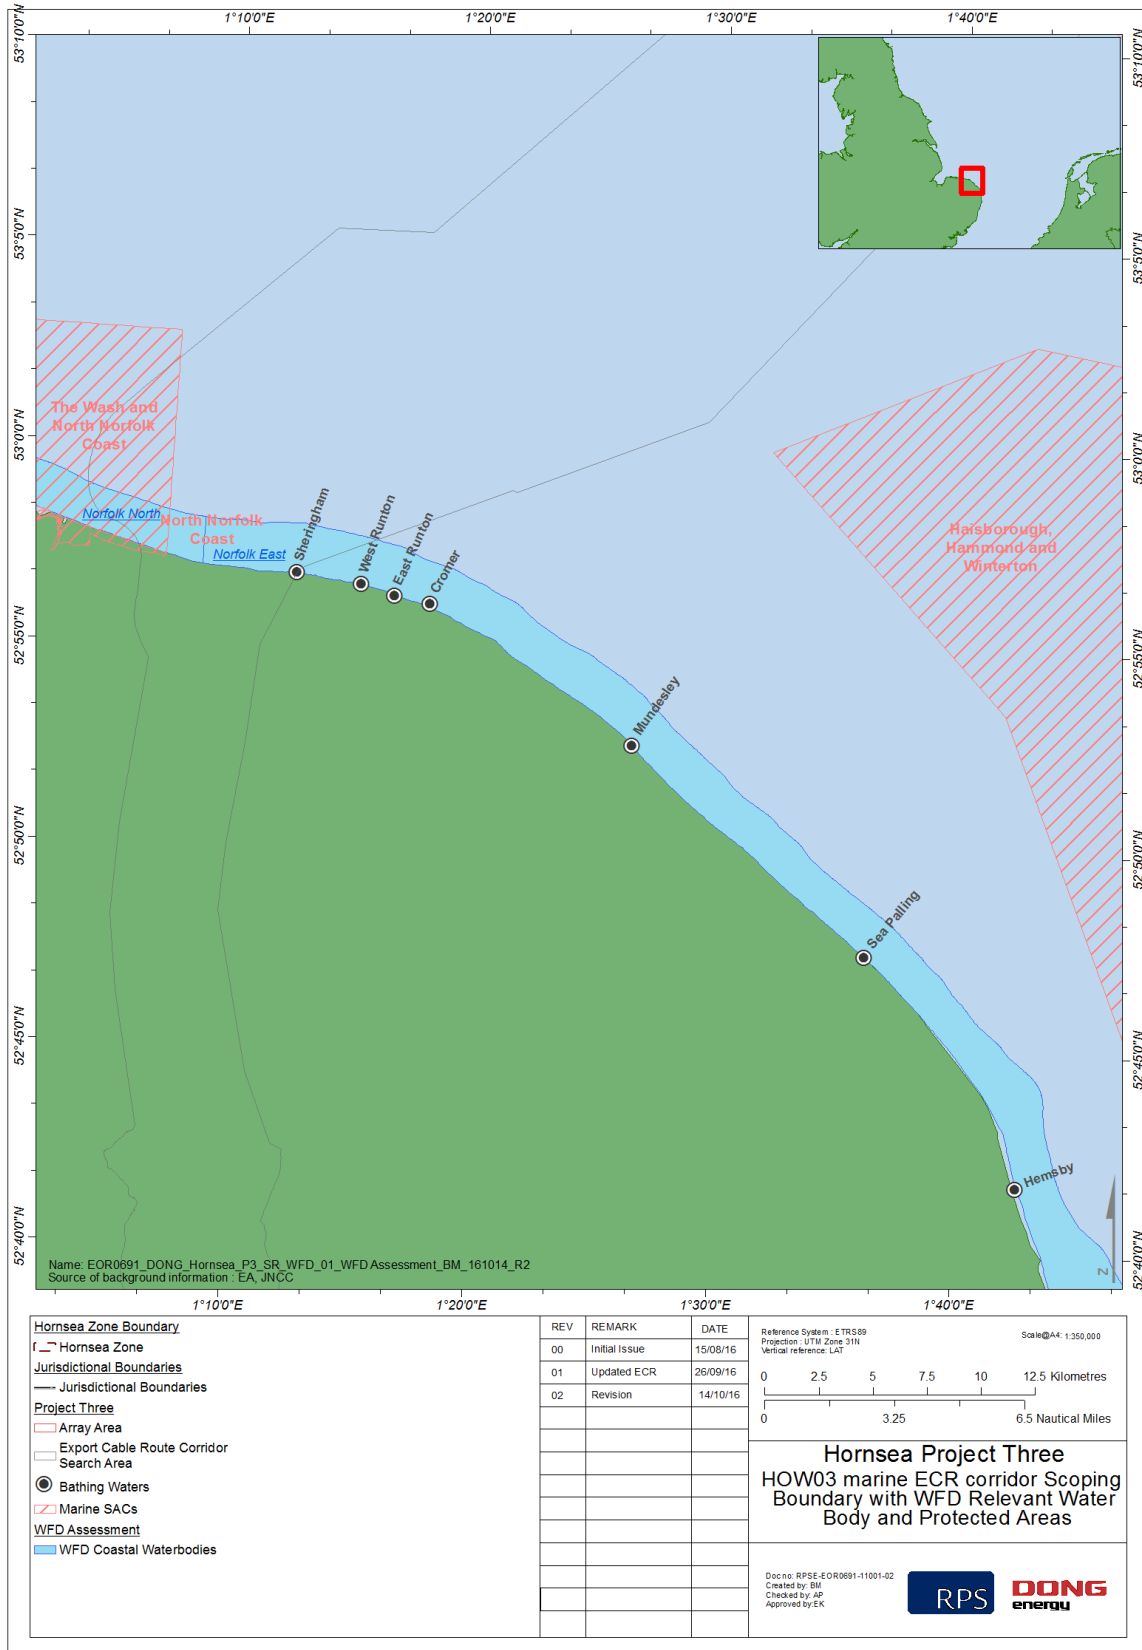 1°10'0"E
1°20'0"E
1°30'0"E
1°40'0"E
53°10'0"N
53°5'0"N
53°0'0"N
52°55'0"N
52°50'0"N
52°45'0"N
52°40'0"N
53°10'0"N
53°5'0"N
53°0'0"N
52°55'0"N
52°50'0"N
52°45'0"N
52°40'0"N
The Wash and
North Norfolk
Coast
Norfolk North
North Norfolk
Coast
Norfolk East
Sheringham
West Runton
East Runton
Cromer
Mundesley
Sea Palling
Hemsby
Haisborough,
Hammond and
Winterton
N
Name: EOR0691_DONG_Hornsea_P3_SR_WFD_01_WFD Assessment_BM_161014_R2
Source of background information : EA, JNCC
1°10'0"E
1°20'0"E
1°30'0"E
1°40'0"E
Hornsea Zone Boundary
Hornsea Zone
Jurisdictional Boundaries
Jurisdictional Boundaries
Project Three
Array Area
Export Cable Route Corridor
Search Area
Bathing Waters
Marine SACs
WFD Assessment
WFD Coastal Waterbodies
REV REMARK DATE
00 Initial Issue 15/08/16
01 Updated ECR 26/09/16
02 Revision 14/10/16
Reference System : ETRS89
Projection : UTM Zone 31N
Vertical reference: LAT
Scale@A4: 1:350,000
0 2.5 5 7.5 10 12.5 Kilometres
0 3.25 6.5 Nautical Miles
Hornsea Project Three
HOW03 marine ECR corridor Scoping
Boundary with WFD Relevant Water
Body and Protected Areas
Doc no: RPSE-EOR0691-11001-02
Created by: BM
Checked by: AP
Approved by:EK
RPS
DONG
energy